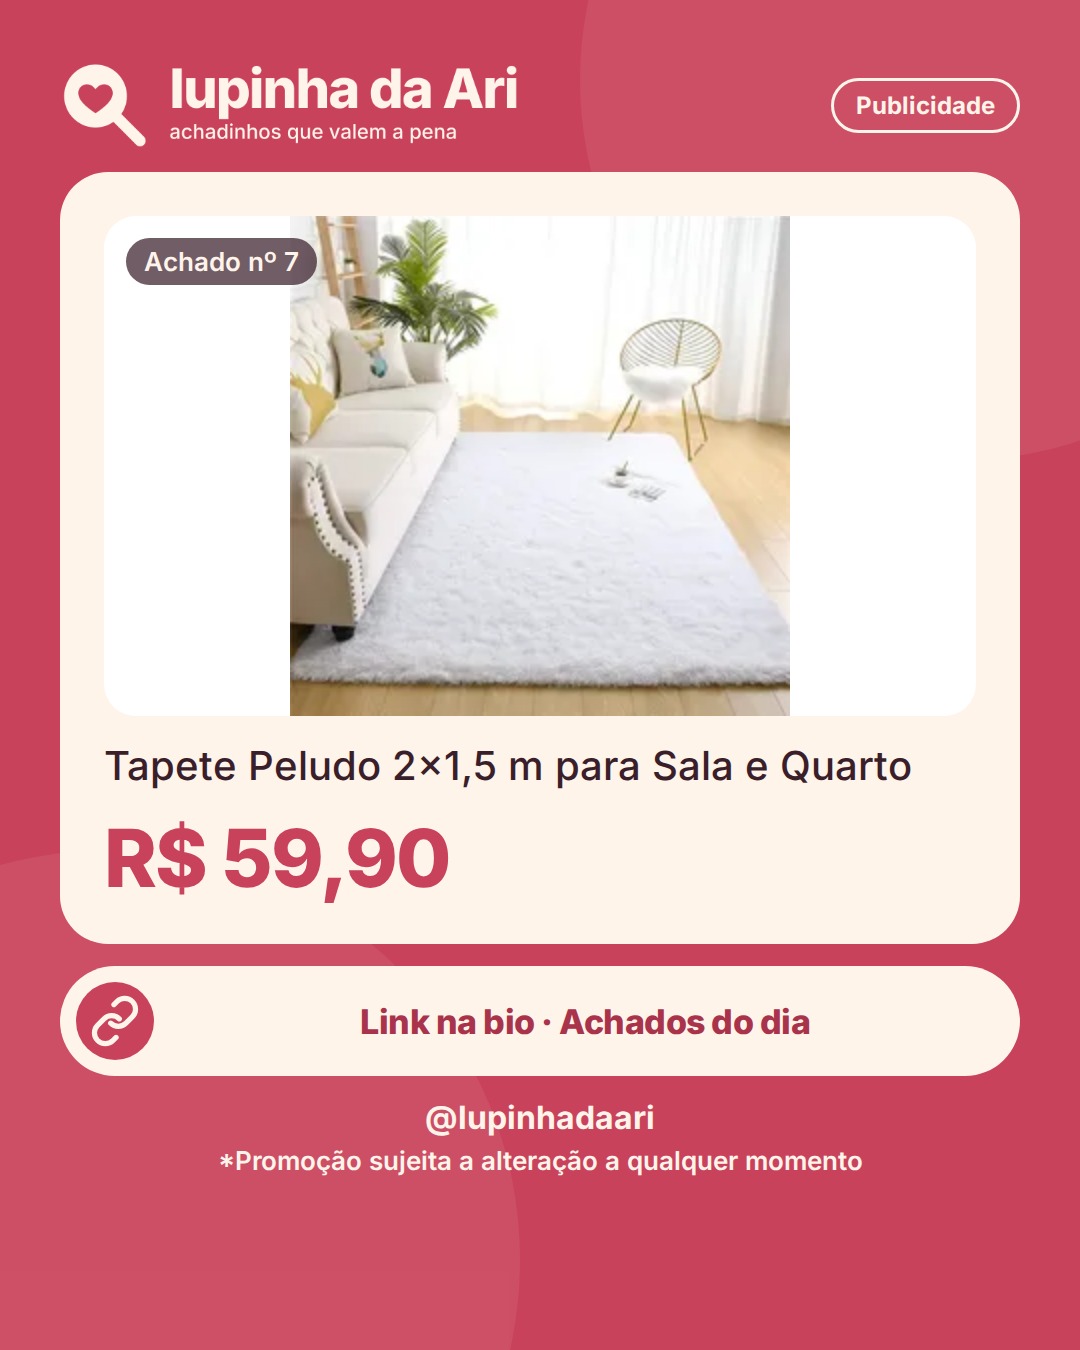 lupinha da Ari
achadinhos que valem a pena
Publicidade
Achado nº 7
Tapete Peludo 2×1,5 m para Sala e Quarto
R$ 59,90
Link na bio · Achados do dia
@lupinhadaari
*Promoção sujeita a alteração a qualquer momento